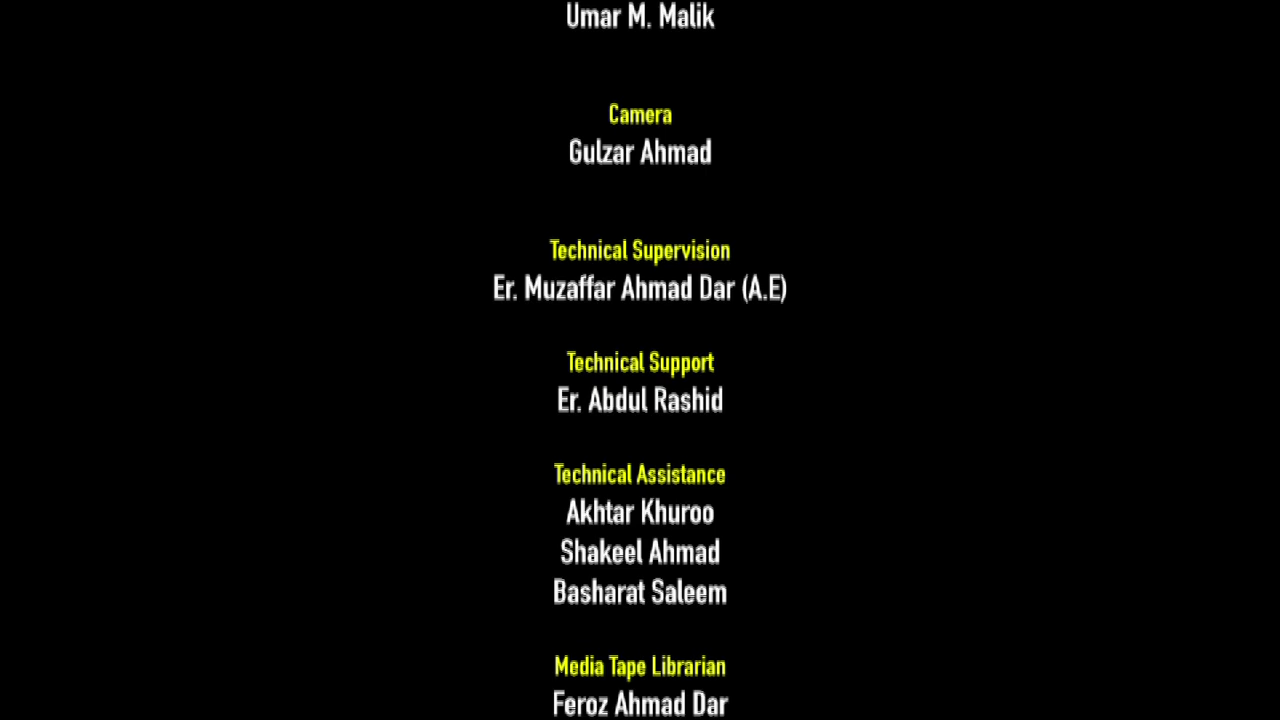 Umar M. Malik
Camera
Gulzar Ahmad
Technical Supervision
Er. Muzaffar Ahmad Dar (A.E)
Technical Support
Er. Abdul Rashid
Technical Assistance
Akhtar Khuroo
Shakeel Ahmad
Basharat Saleem
Media Tape Librarian
Feroz Ahmad Dar